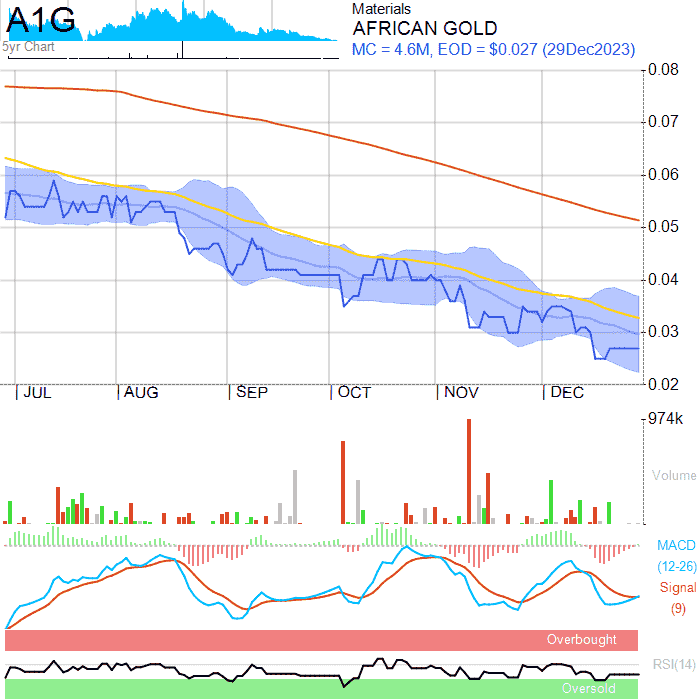 A1G
5yr Chart
Materials
AFRICAN GOLD
MC = 4.6M, EOD = $0.027 (29Dec2023)
0.08
0.07
0.06
0.05
0.04
0.03
0.02
JUL AUG SEP OCT NOV DEC
974k
Volume
MACD
(12-26)
Signal
(9)
Overbought
RSI(14)
Oversold